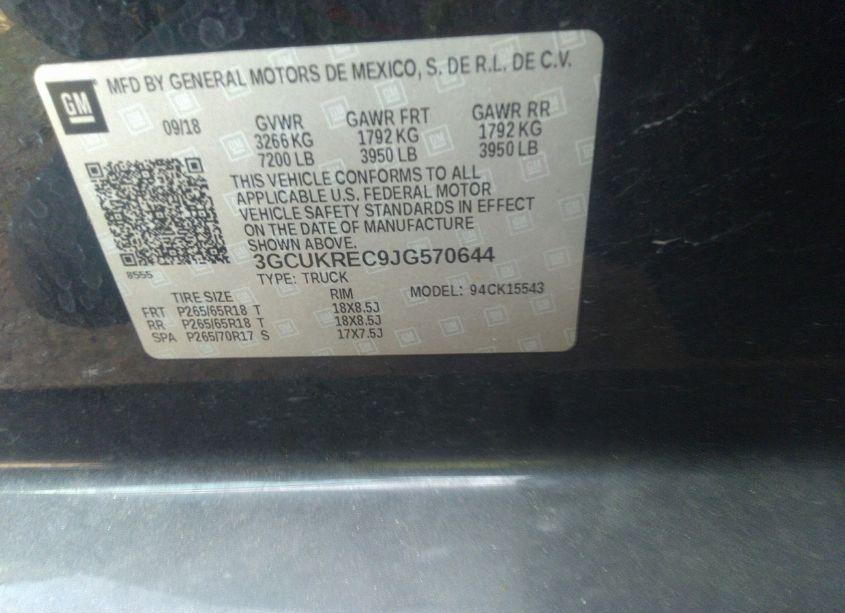 GM
MFD BY GENERAL MOTORS DE MEXICO, S. DE R.L. DE C.V.
09/18 GVWR GAWR FRT GAWR RR
3266 KG 1792 KG 1792 KG
7200 LB 3950 LB 3950 LB
THIS VEHICLE CONFORMS TO ALL
APPLICABLE U.S. FEDERAL MOTOR
VEHICLE SAFETY STANDARDS IN EFFECT
ON THE DATE OF MANUFACTURE
SHOWN ABOVE.
8555
3GCUKREC9JG570644
TYPE: TRUCK
MODEL: 94CK15543
TIRE SIZE RIM
FRT P265/65R18 T 18X8.5J
RR P265/65R18 T 18X8.5J
SPA P265/70R17 S 17X7.5J